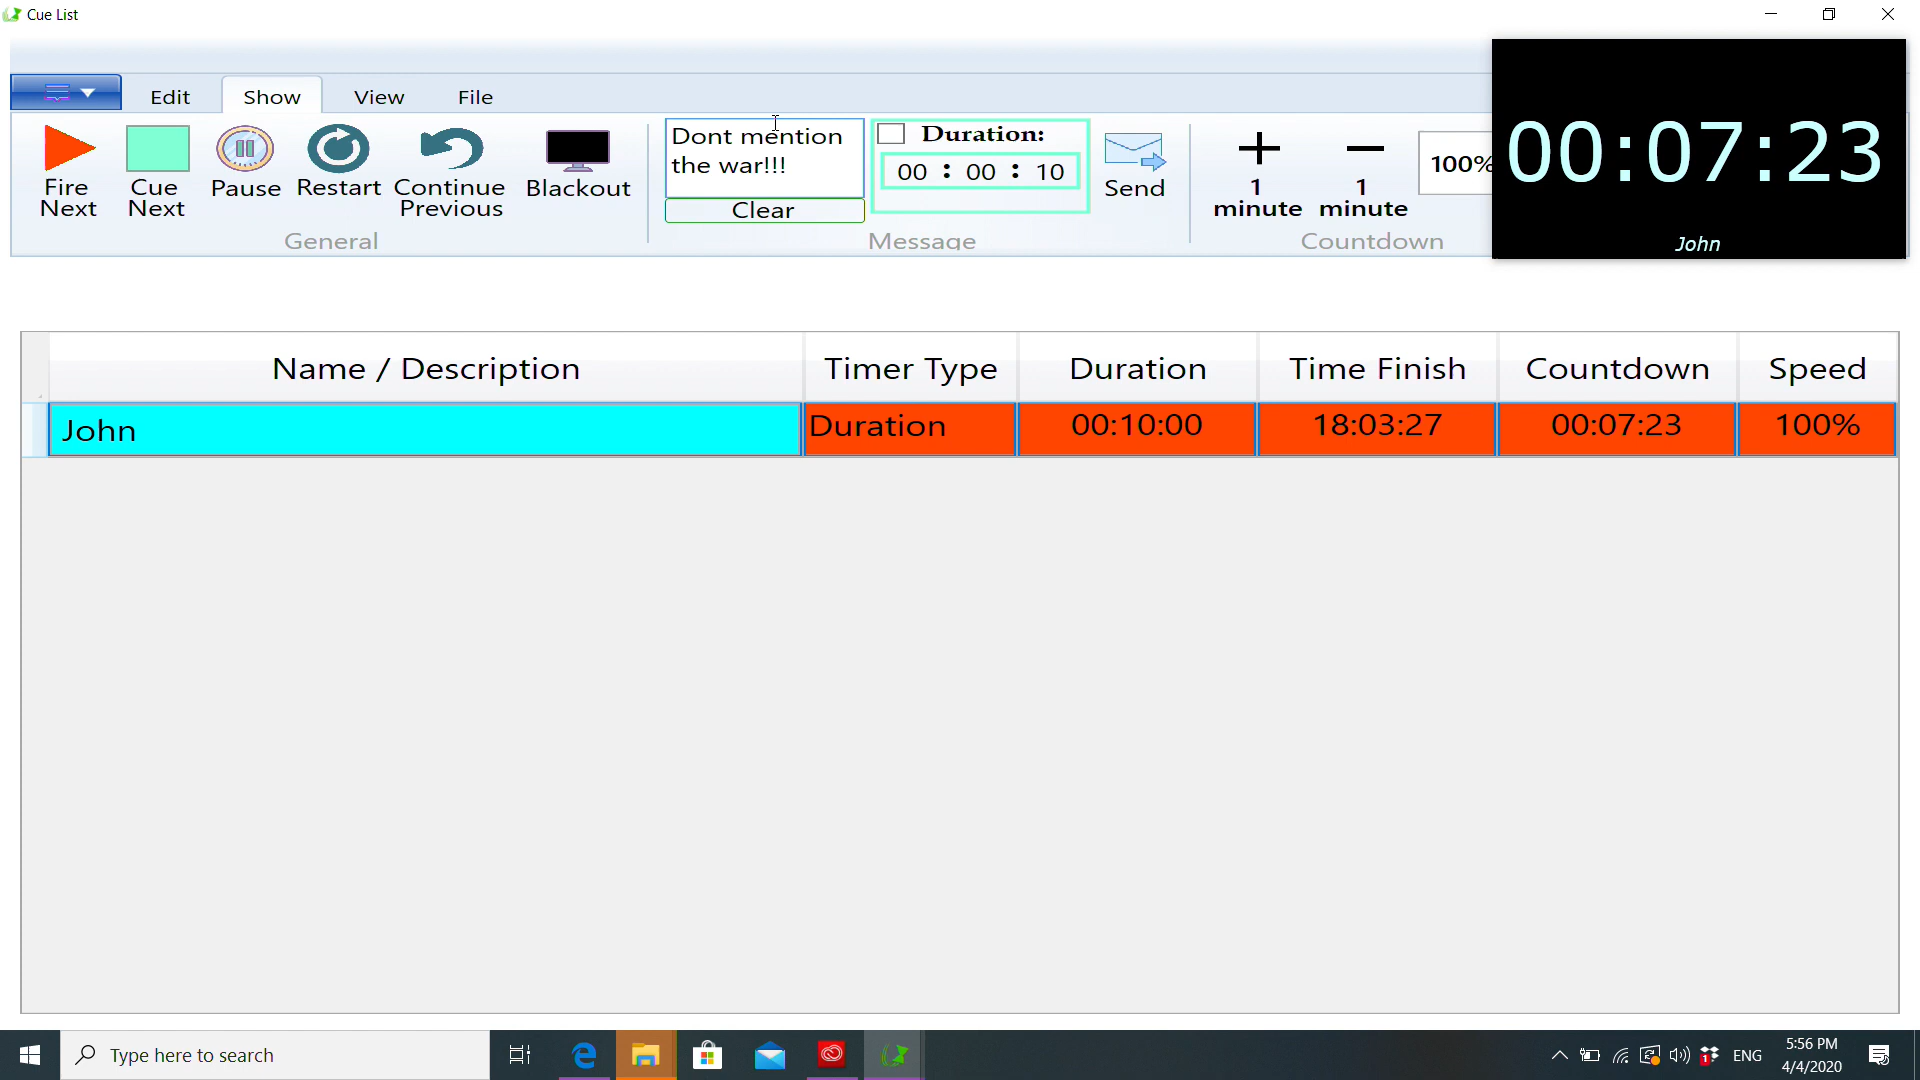 Cue List
Edit Show View File
Fire Next
Cue Next
Pause
Restart
Continue Previous
Blackout
General
Dont mention
the war!!!
Clear
Duration:
00 : 00 : 10
Send
Message
1 minute
1 minute
100%
Countdown
00:07:23
John
Name / Description Timer Type Duration Time Finish Countdown Speed
John Duration 00:10:00 18:03:27 00:07:23 100%
Type here to search
1
ENG
5:56 PM
4/4/2020